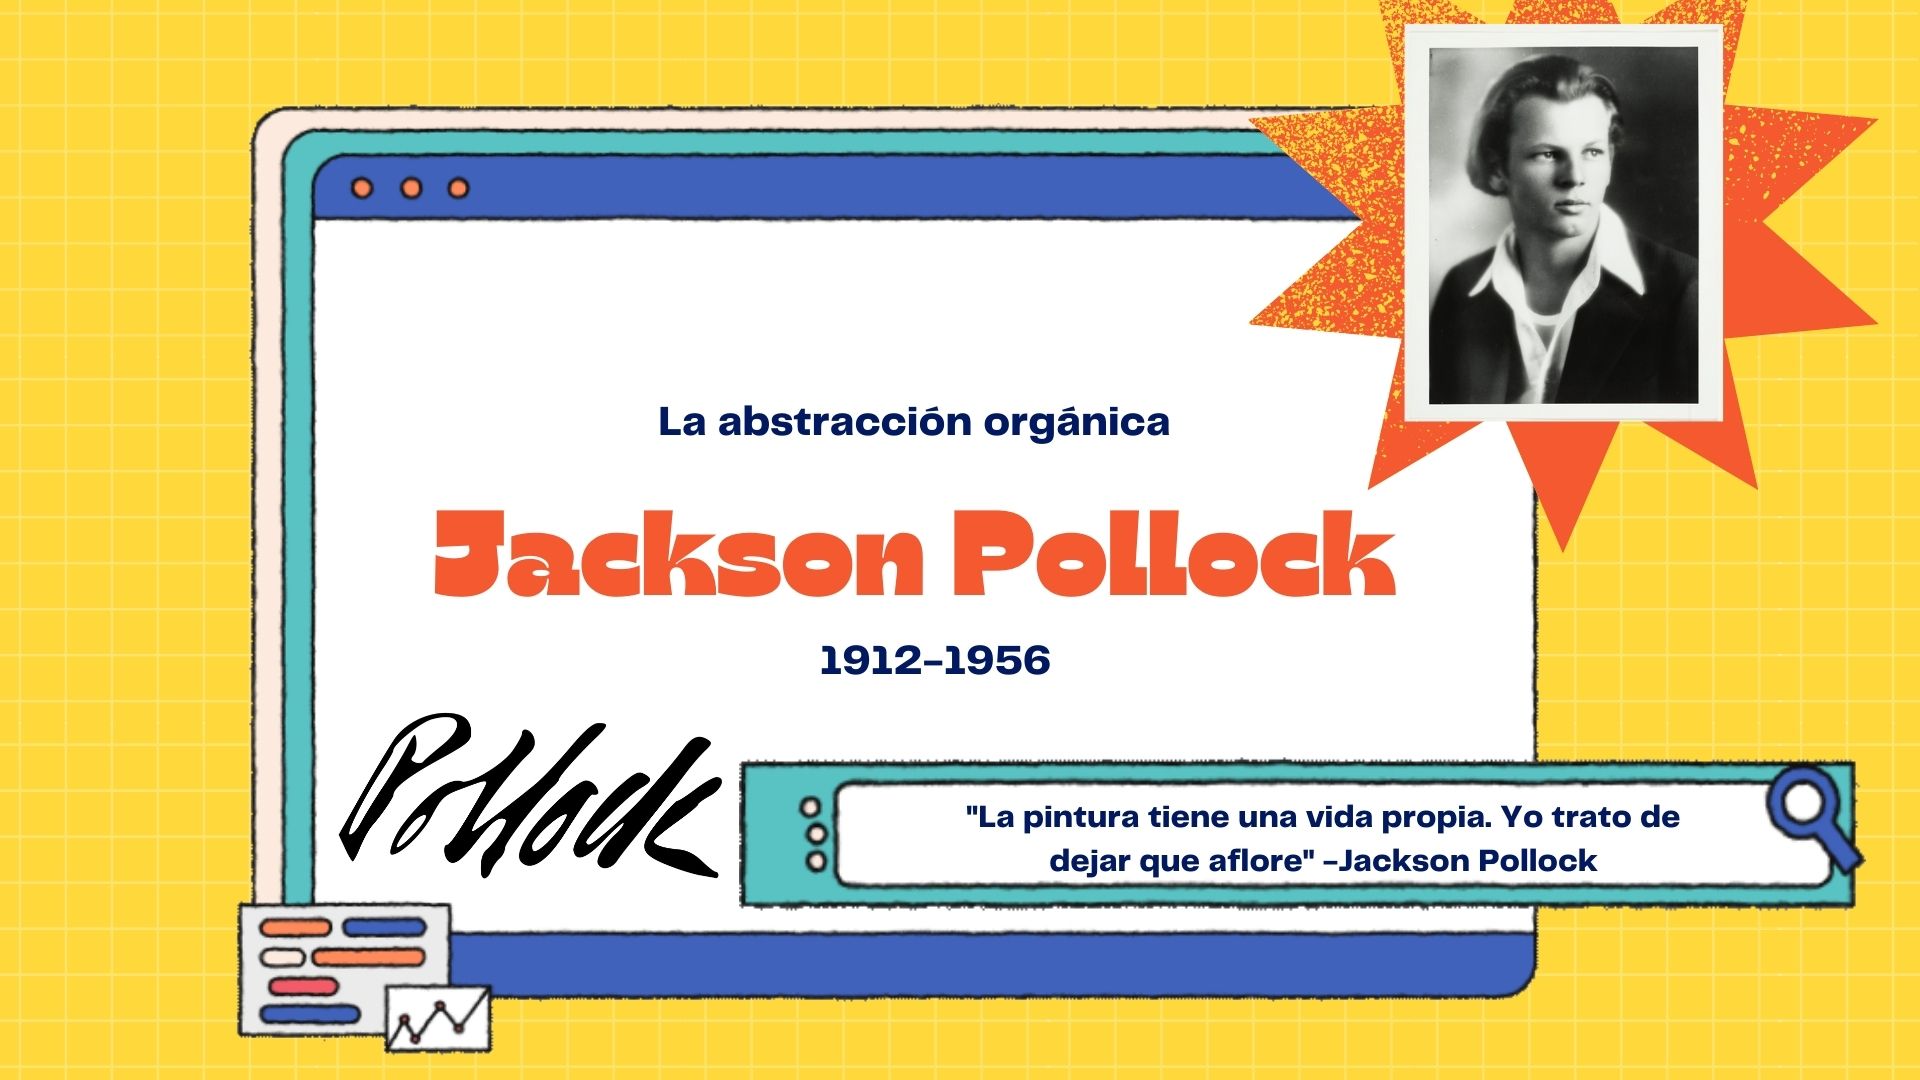 La abstracción orgánica
Jackson Pollock
1912-1956
Pollock
"La pintura tiene una vida propia. Yo trato de
dejar que aflore" -Jackson Pollock